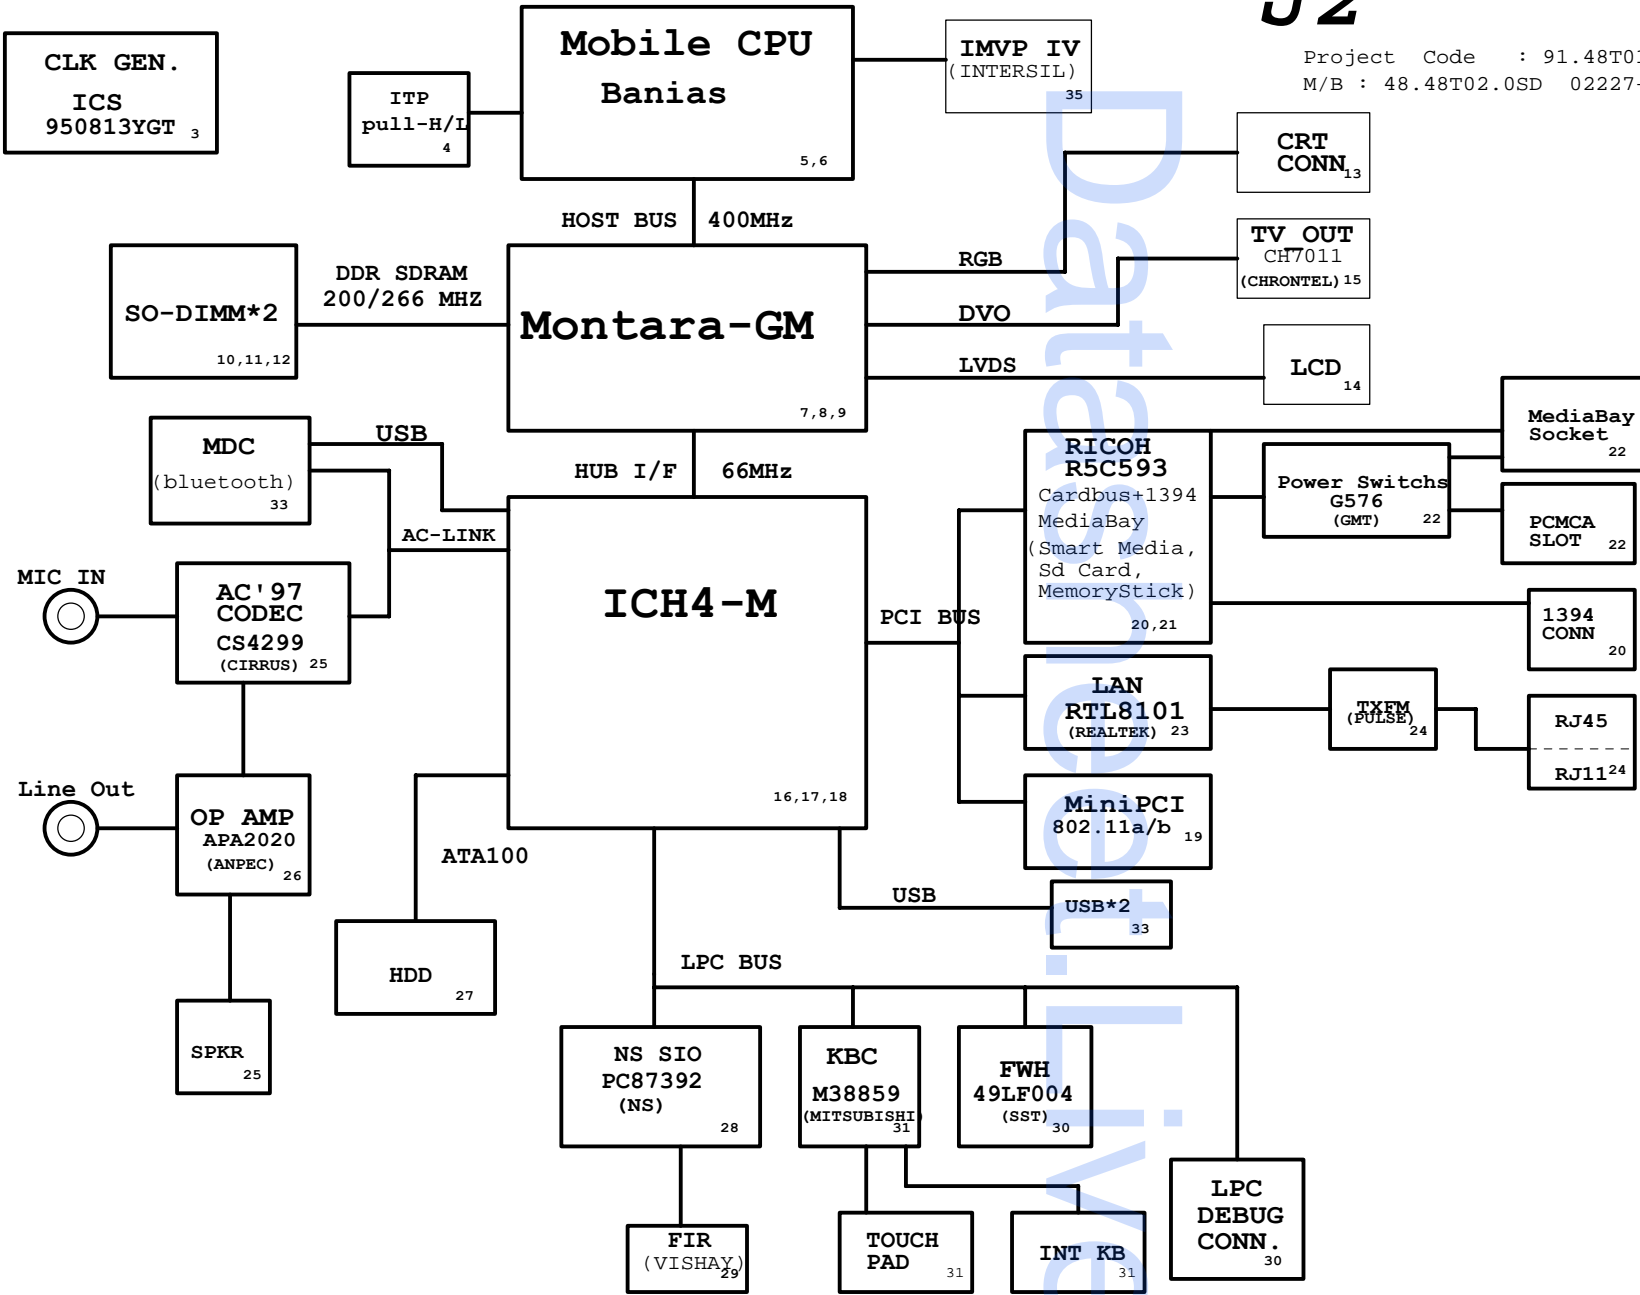 J2
Project Code : 91.48T01
M/B : 48.48T02.0SD 02227-
CLK GEN.
ICS
950813YGT 3
ITP
pull-H/L
4
Mobile CPU
Banias
5,6
IMVP IV
(INTERSIL)
35
CRT
CONN
13
HOST BUS 400MHz
TV_OUT
CH7011
(CHRONTEL) 15
RGB
DVO
LVDS
LCD
14
DDR SDRAM
200/266 MHZ
SO-DIMM*2
10,11,12
Montara-GM
7,8,9
MDC
(bluetooth)
33
USB
HUB I/F 66MHz
AC-LINK
RICOH
R5C593
Cardbus+1394
MediaBay
(Smart Media,
Sd Card,
MemoryStick)
20,21
MediaBay
Socket
22
Power Switchs
G576
(GMT) 22
PCMCA
SLOT 22
1394
CONN
20
MIC IN
AC'97
CODEC
CS4299
(CIRRUS) 25
ICH4-M
16,17,18
PCI BUS
LAN
RTL8101
(REALTEK) 23
TXFM
(PULSE)
24
RJ45
RJ11 24
Line Out
OP AMP
APA2020
(ANPEC)
26
MiniPCI
802.11a/b 19
ATA100
USB
USB*2
33
HDD
27
LPC BUS
SPKR
25
NS SIO
PC87392
(NS)
28
KBC
M38859
(MITSUBISHI)
31
FWH
49LF004
(SST) 30
LPC
DEBUG
CONN.
30
FIR
(VISHAY)
29
TOUCH
PAD 31
INT KB
31
Datasheet.Live